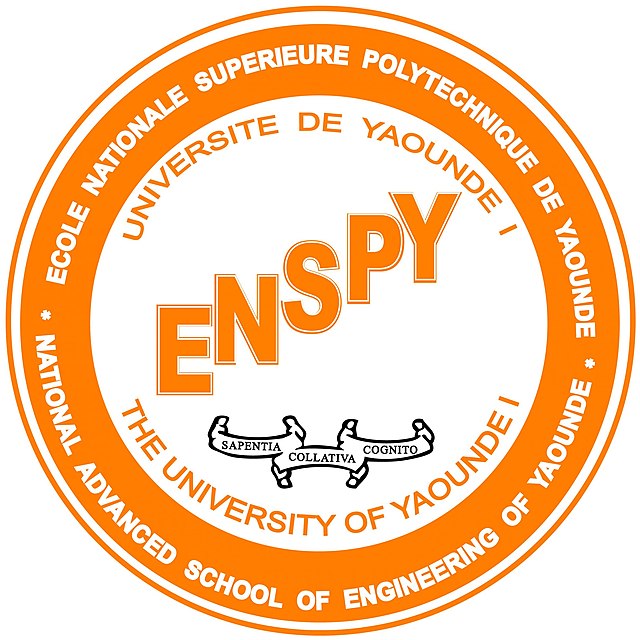 ECOLE NATIONALE SUPERIEURE POLYTECHNIQUE DE YAOUNDE
UNIVERSITE DE YAOUNDE I
ENSPY
SAPENTIA COLLATIVA COGNITO
THE UNIVERSITY OF YAOUNDE I
* NATIONAL ADVANCED SCHOOL OF ENGINEERING OF YAOUNDE *